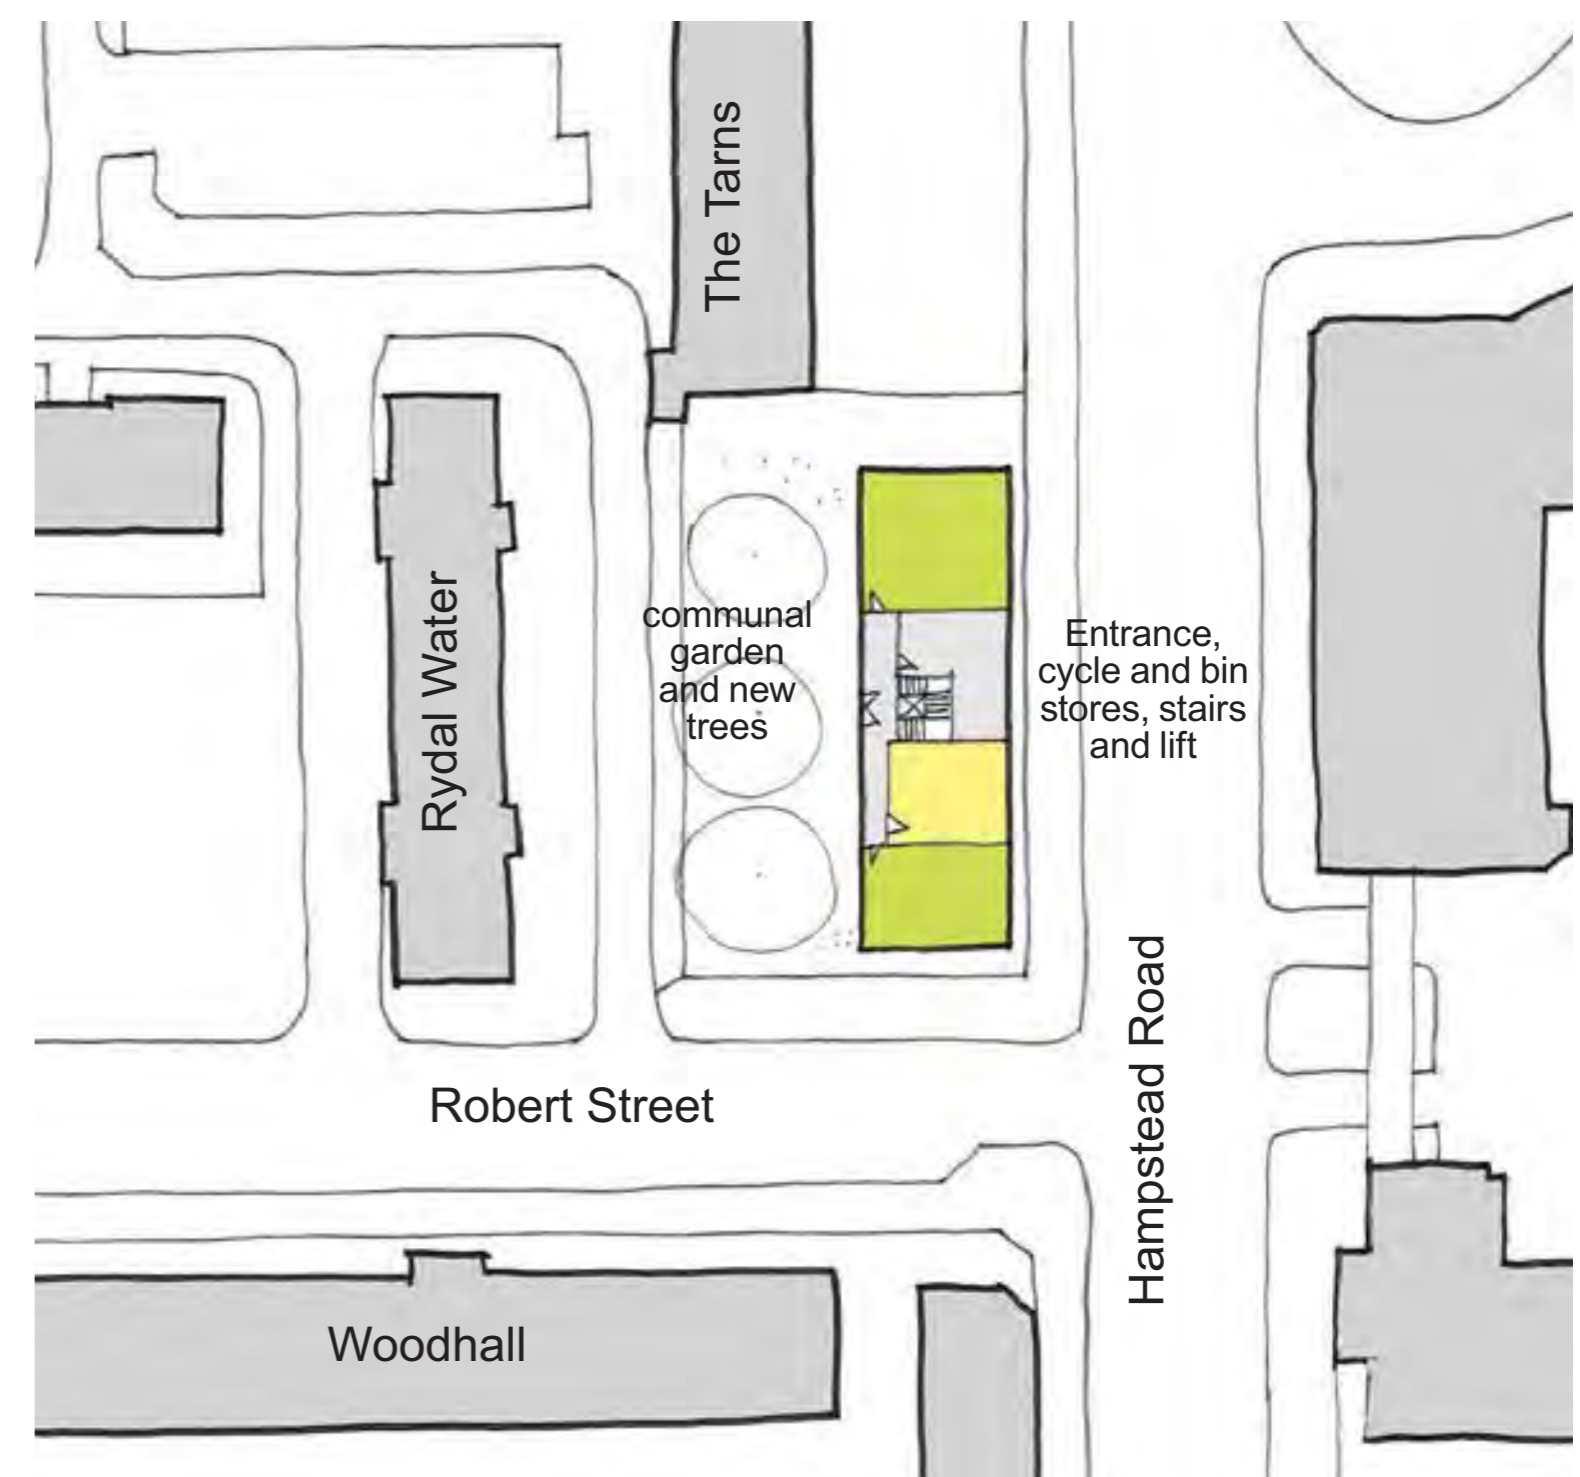 The Tarns
communal
garden
and new
trees
Entrance,
cycle and bin
stores, stairs
and lift
Rydal Water
Hampstead Road
Robert Street
Woodhall